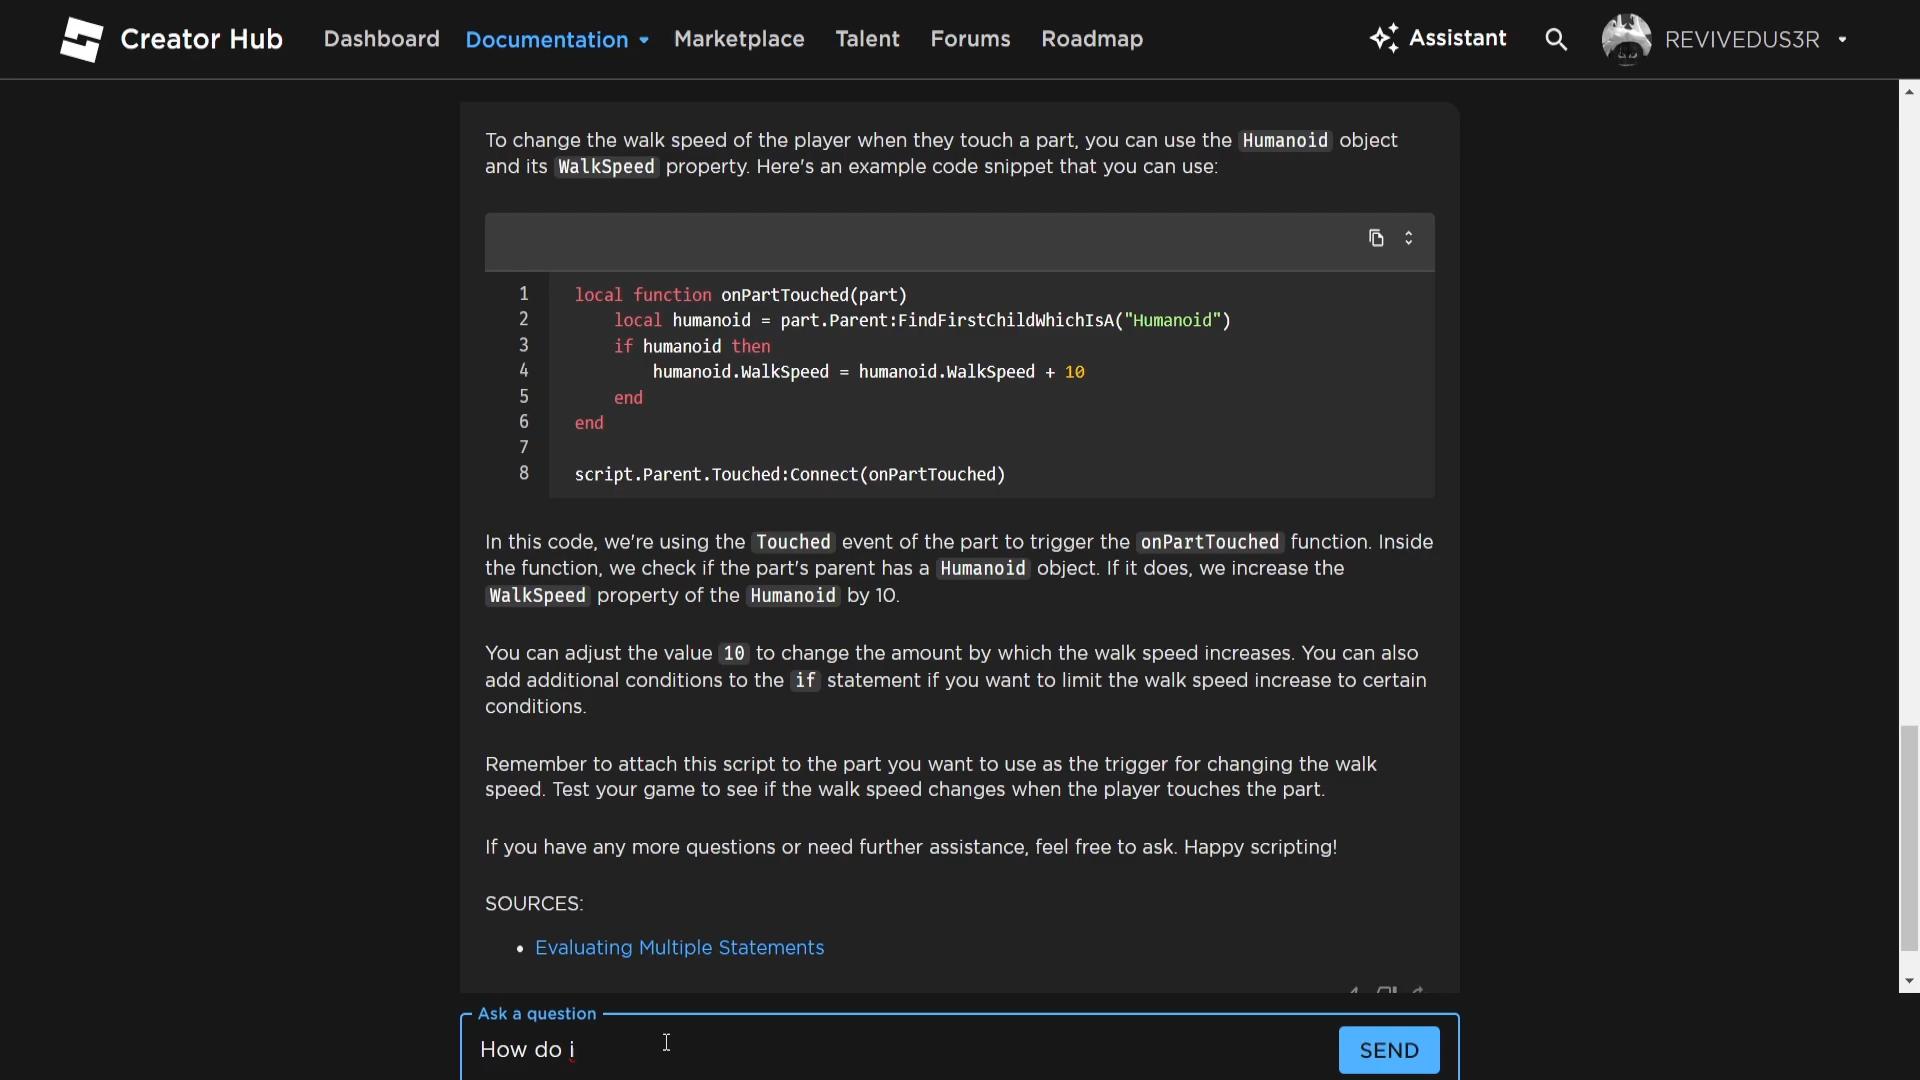 Creator Hub Dashboard Documentation Marketplace Talent Forums Roadmap Assistant REVIVEDUS3R
To change the walk speed of the player when they touch a part, you can use the Humanoid object
and its WalkSpeed property. Here's an example code snippet that you can use:
1 local function onPartTouched(part)
2 local humanoid = part.Parent:FindFirstChildWhichIsA("Humanoid")
3 if humanoid then
4 humanoid.WalkSpeed = humanoid.WalkSpeed + 10
5 end
6 end
7
8 script.Parent.Touched:Connect(onPartTouched)
In this code, we're using the Touched event of the part to trigger the onPartTouched function. Inside
the function, we check if the part's parent has a Humanoid object. If it does, we increase the
WalkSpeed property of the Humanoid by 10.
You can adjust the value 10 to change the amount by which the walk speed increases. You can also
add additional conditions to the if statement if you want to limit the walk speed increase to certain
conditions.
Remember to attach this script to the part you want to use as the trigger for changing the walk
speed. Test your game to see if the walk speed changes when the player touches the part.
If you have any more questions or need further assistance, feel free to ask. Happy scripting!
SOURCES:
• Evaluating Multiple Statements
Ask a question
How do i
SEND